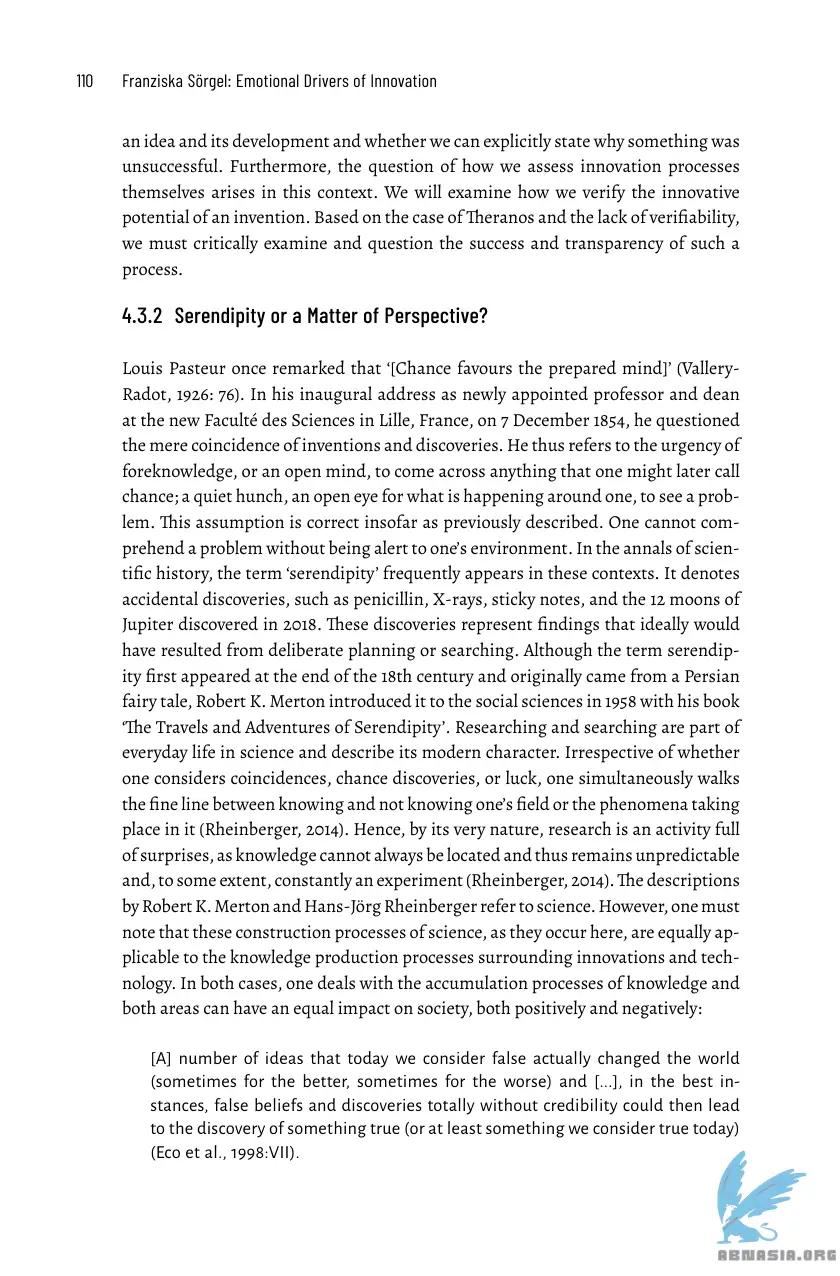 110 Franziska Sörgel: Emotional Drivers of Innovation
an idea and its development and whether we can explicitly state why something was
unsuccessful. Furthermore, the question of how we assess innovation processes
themselves arises in this context. We will examine how we verify the innovative
potential of an invention. Based on the case of Theranos and the lack of verifiability,
we must critically examine and question the success and transparency of such a
process.
4.3.2 Serendipity or a Matter of Perspective?
Louis Pasteur once remarked that ‘[Chance favours the prepared mind]’ (Vallery-
Radot, 1926: 76). In his inaugural address as newly appointed professor and dean
at the new Faculté des Sciences in Lille, France, on 7 December 1854, he questioned
the mere coincidence of inventions and discoveries. He thus refers to the urgency of
foreknowledge, or an open mind, to come across anything that one might later call
chance; a quiet hunch, an open eye for what is happening around one, to see a prob-
lem. This assumption is correct insofar as previously described. One cannot com-
prehend a problem without being alert to one’s environment. In the annals of scien-
tific history, the term ‘serendipity’ frequently appears in these contexts. It denotes
accidental discoveries, such as penicillin, X-rays, sticky notes, and the 12 moons of
Jupiter discovered in 2018. These discoveries represent findings that ideally would
have resulted from deliberate planning or searching. Although the term serendip-
ity first appeared at the end of the 18th century and originally came from a Persian
fairy tale, Robert K. Merton introduced it to the social sciences in 1958 with his book
‘The Travels and Adventures of Serendipity’. Researching and searching are part of
everyday life in science and describe its modern character. Irrespective of whether
one considers coincidences, chance discoveries, or luck, one simultaneously walks
the fine line between knowing and not knowing one’s field or the phenomena taking
place in it (Rheinberger, 2014). Hence, by its very nature, research is an activity full
of surprises, as knowledge cannot always be located and thus remains unpredictable
and, to some extent, constantly an experiment (Rheinberger, 2014). The descriptions
by Robert K. Merton and Hans-Jörg Rheinberger refer to science. However, one must
note that these construction processes of science, as they occur here, are equally ap-
plicable to the knowledge production processes surrounding innovations and tech-
nology. In both cases, one deals with the accumulation processes of knowledge and
both areas can have an equal impact on society, both positively and negatively:
[A] number of ideas that today we consider false actually changed the world
(sometimes for the better, sometimes for the worse) and [...], in the best in-
stances, false beliefs and discoveries totally without credibility could then lead
to the discovery of something true (or at least something we consider true today)
(Eco et al., 1998:VII).
ABNASIA.ORG